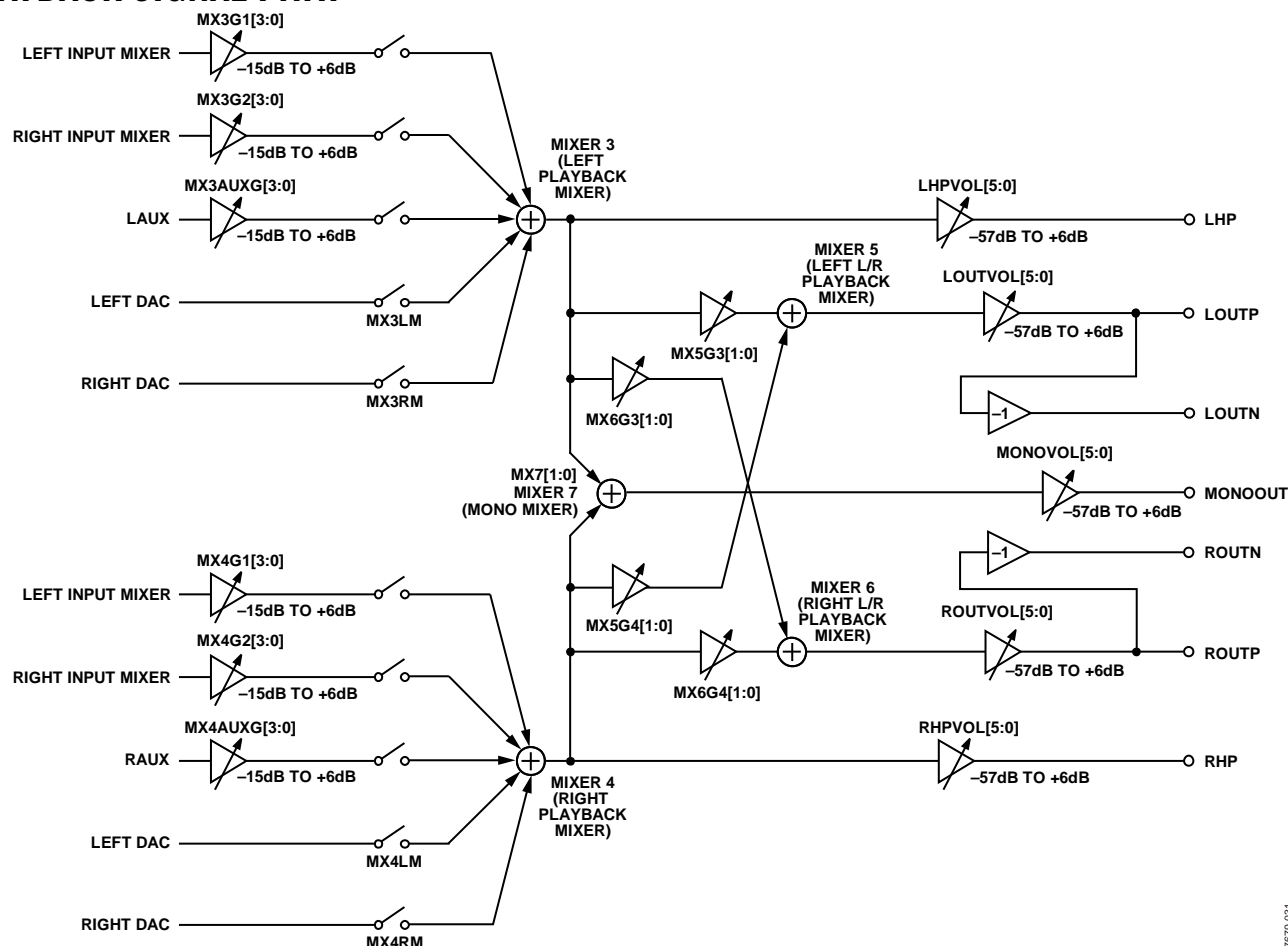 MX3G1[3:0]
LEFT INPUT MIXER
–15dB TO +6dB
MX3G2[3:0]
RIGHT INPUT MIXER
–15dB TO +6dB
MX3AUXG[3:0]
LAUX
–15dB TO +6dB
LEFT DAC
MX3LM
RIGHT DAC
MX3RM
MIXER 3
(LEFT
PLAYBACK
MIXER)
LHPVOL[5:0]
–57dB TO +6dB
LHP
MIXER 5
(LEFT L/R
PLAYBACK
MIXER)
LOUTVOL[5:0]
–57dB TO +6dB
LOUTP
MX5G3[1:0]
MX6G3[1:0]
–1
LOUTN
MX7[1:0]
MIXER 7
(MONO MIXER)
MONOVOL[5:0]
–57dB TO +6dB
MONOOUT
–1
ROUTN
MX5G4[1:0]
MIXER 6
(RIGHT L/R
PLAYBACK
MIXER)
ROUTVOL[5:0]
–57dB TO +6dB
ROUTP
MX6G4[1:0]
MX4G1[3:0]
LEFT INPUT MIXER
–15dB TO +6dB
MX4G2[3:0]
RIGHT INPUT MIXER
–15dB TO +6dB
MX4AUXG[3:0]
RAUX
–15dB TO +6dB
RHPVOL[5:0]
–57dB TO +6dB
RHP
MIXER 4
(RIGHT
PLAYBACK
MIXER)
LEFT DAC
MX4LM
RIGHT DAC
MX4RM